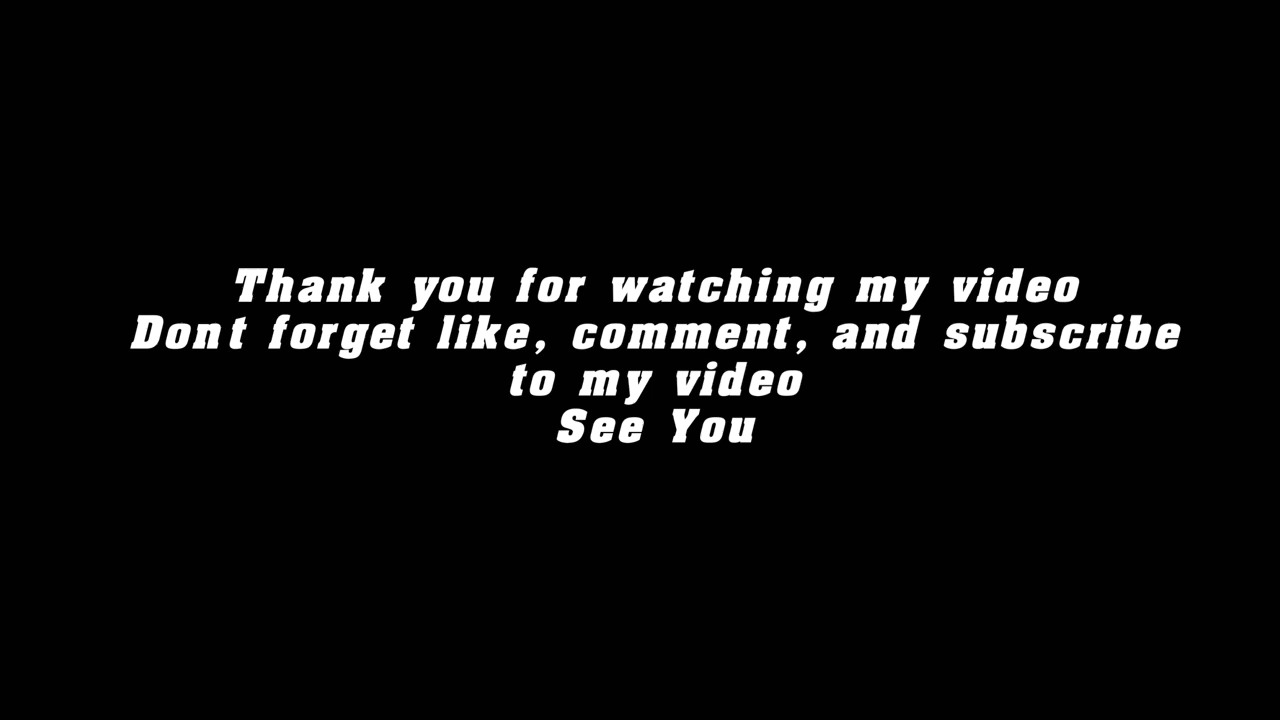 Thank you for watching my video
Dont forget like, comment, and subscribe
to my video
See You